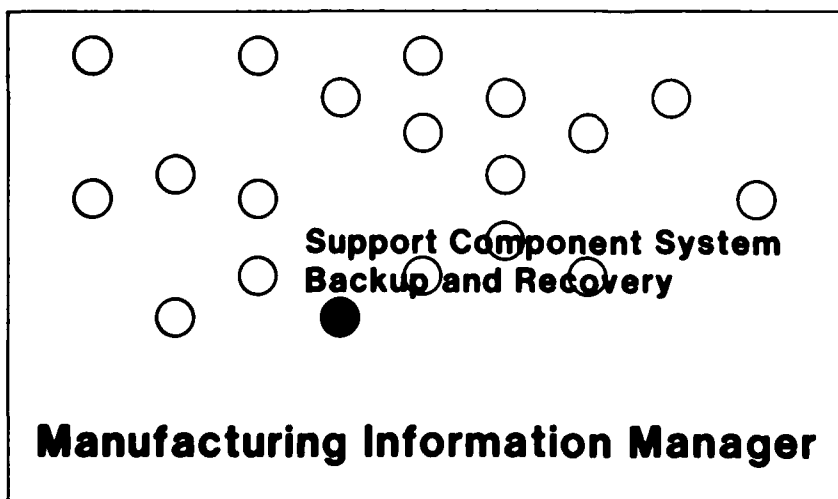 Support Component System
Backup and Recovery
Manufacturing Information Manager